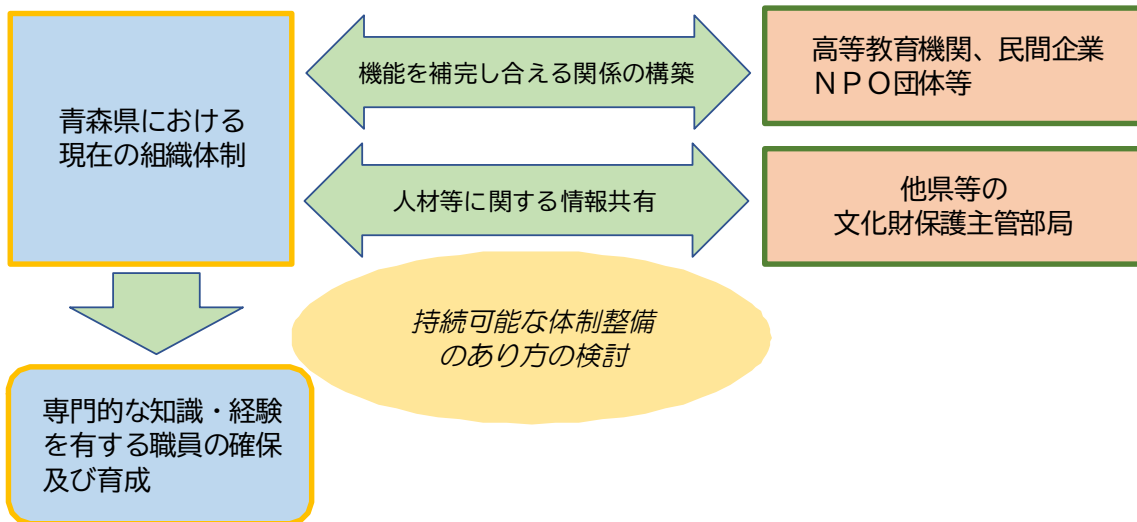 青森県における
現在の組織体制
機能を補完し合える関係の構築
高等教育機関、民間企業
ＮＰＯ団体等
人材等に関する情報共有
他県等の
文化財保護主管部局
持続可能な体制整備
のあり方の検討
専門的な知識・経験
を有する職員の確保
及び育成